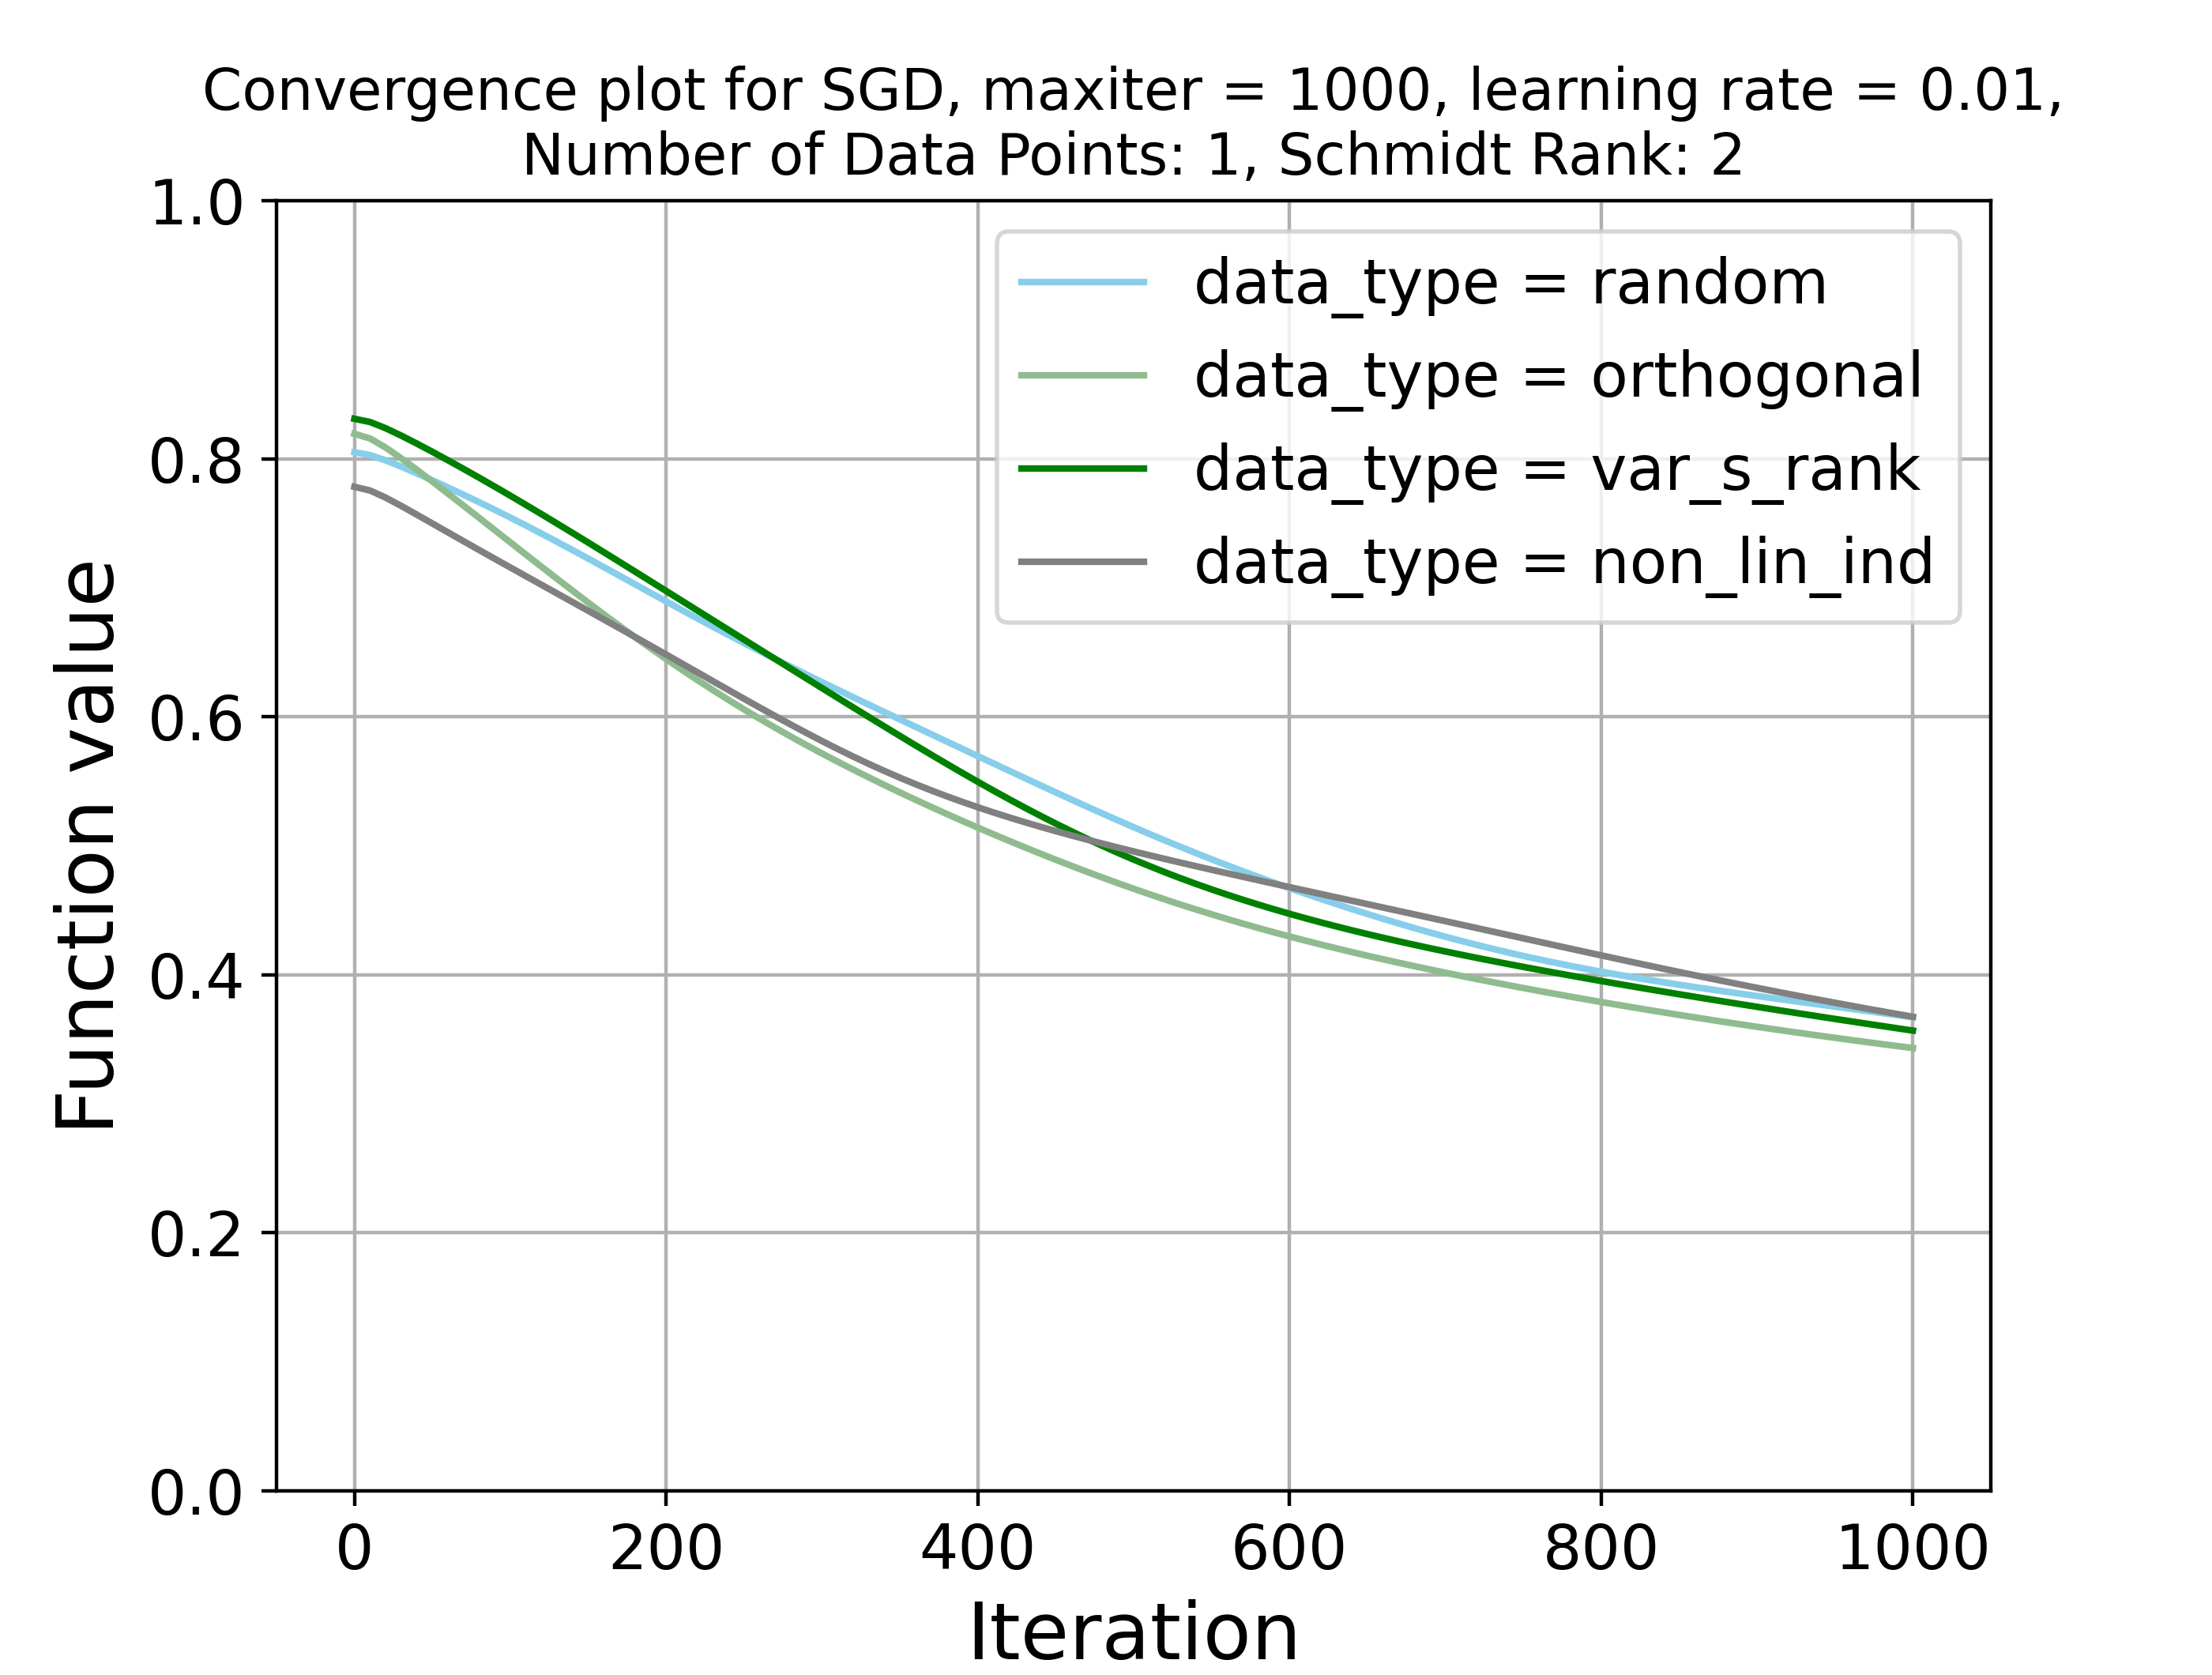 Convergence plot for SGD, maxiter = 1000, learning rate = 0.01,
Number of Data Points: 1, Schmidt Rank: 2
1.0
0.8
0.6
0.4
0.2
0.0
Function value
data_type = random
data_type = orthogonal
data_type = var_s_rank
data_type = non_lin_ind
0 200 400 600 800 1000
Iteration